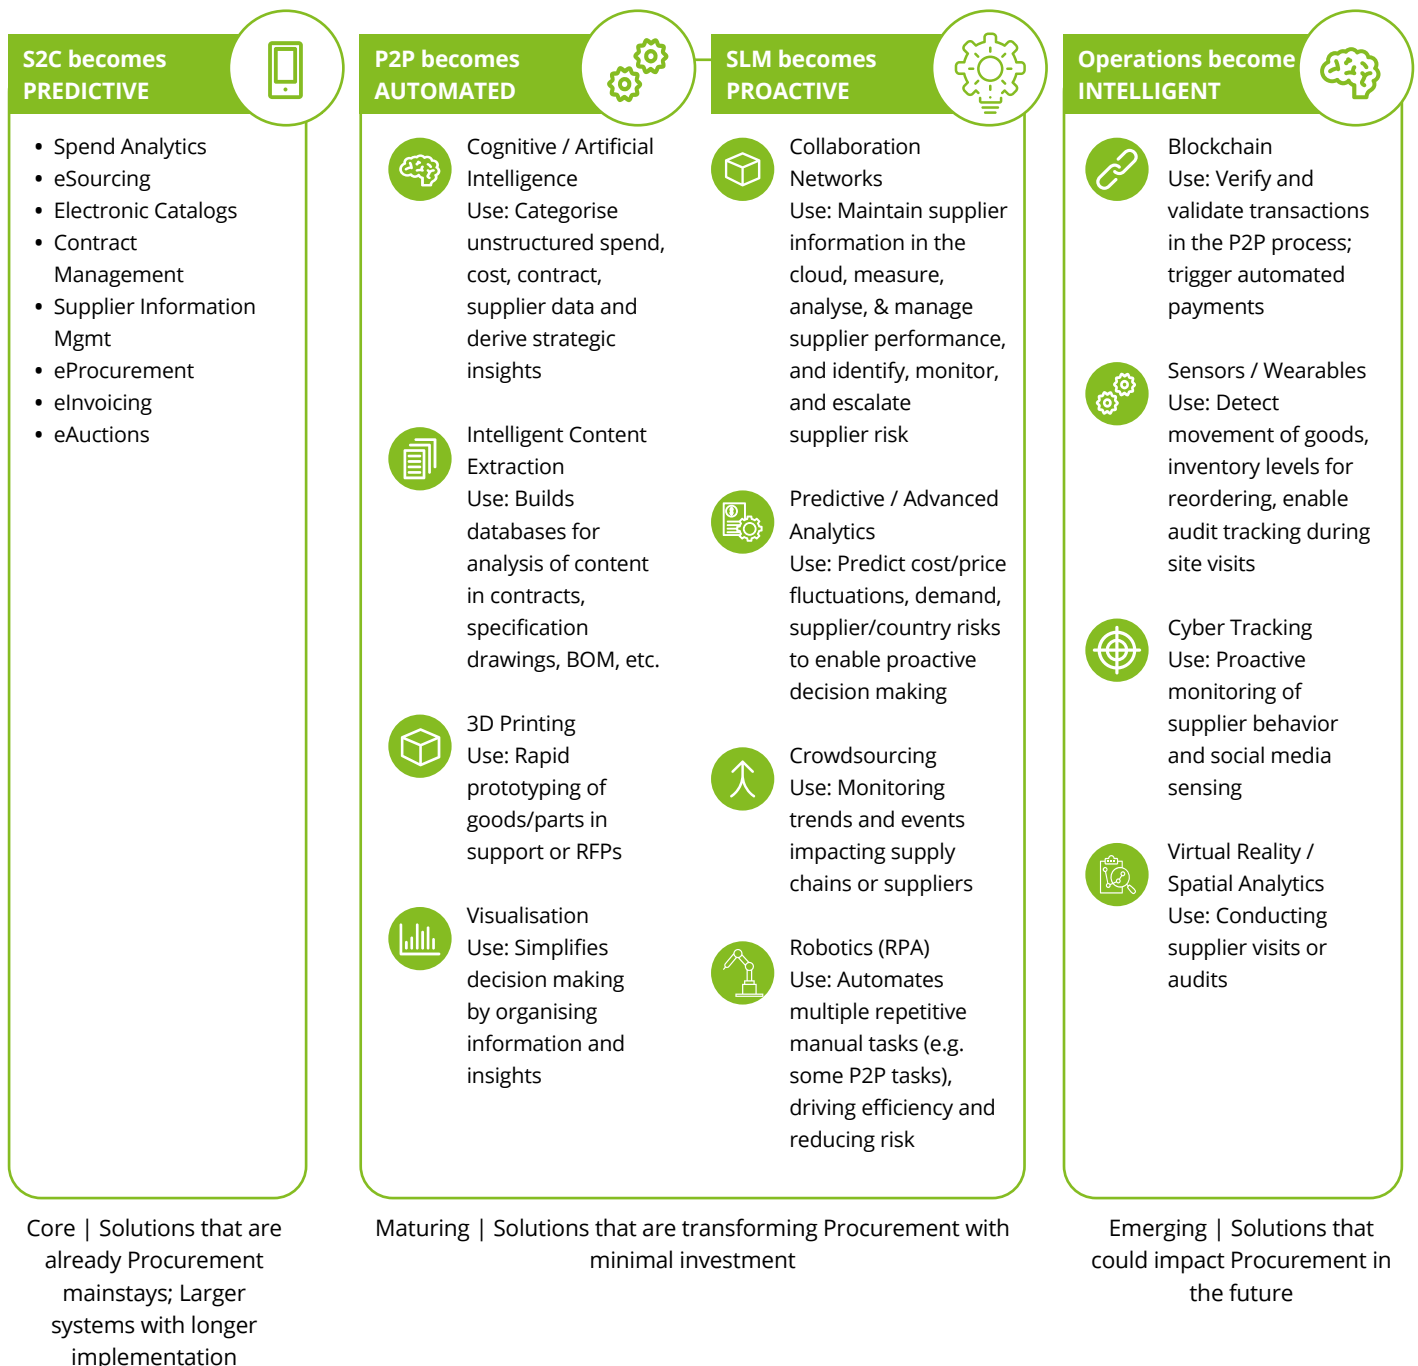 S2C becomes
PREDICTIVE
• Spend Analytics
• eSourcing
• Electronic Catalogs
• Contract
Management
• Supplier Information
Mgmt
• eProcurement
• eInvoicing
• eAuctions
Core | Solutions that are
already Procurement
mainstays; Larger
systems with longer
implementation
P2P becomes
AUTOMATED
Cognitive / Artificial
Intelligence
Use: Categorise
unstructured spend,
cost, contract,
supplier data and
derive strategic
insights
Intelligent Content
Extraction
Use: Builds
databases for
analysis of content
in contracts,
specification
drawings, BOM, etc.
3D Printing
Use: Rapid
prototyping of
goods/parts in
support or RFPs
Visualisation
Use: Simplifies
decision making
by organising
information and
insights
SLM becomes
PROACTIVE
Collaboration
Networks
Use: Maintain supplier
information in the
cloud, measure,
analyse, & manage
supplier performance,
and identify, monitor,
and escalate
supplier risk
Predictive / Advanced
Analytics
Use: Predict cost/price
fluctuations, demand,
supplier/country risks
to enable proactive
decision making
Crowdsourcing
Use: Monitoring
trends and events
impacting supply
chains or suppliers
Robotics (RPA)
Use: Automates
multiple repetitive
manual tasks (e.g.
some P2P tasks),
driving efficiency and
reducing risk
Maturing | Solutions that are transforming Procurement with
minimal investment
Operations become
INTELLIGENT
Blockchain
Use: Verify and
validate transactions
in the P2P process;
trigger automated
payments
Sensors / Wearables
Use: Detect
movement of goods,
inventory levels for
reordering, enable
audit tracking during
site visits
Cyber Tracking
Use: Proactive
monitoring of
supplier behavior
and social media
sensing
Virtual Reality /
Spatial Analytics
Use: Conducting
supplier visits or
audits
Emerging | Solutions that
could impact Procurement in
the future